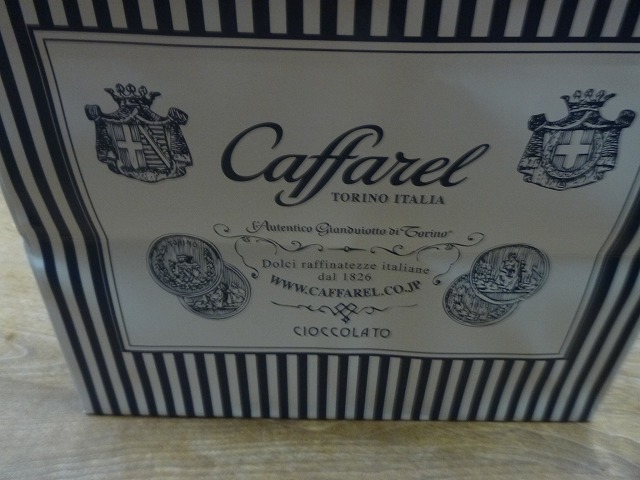 Caffarel
TORINO ITALIA
l'Autentico Gianduiotto di Torino
Dolci raffinatezze italiane
dal 1826
WWW.CAFFAREL.CO.JP
CIOCCOLATO